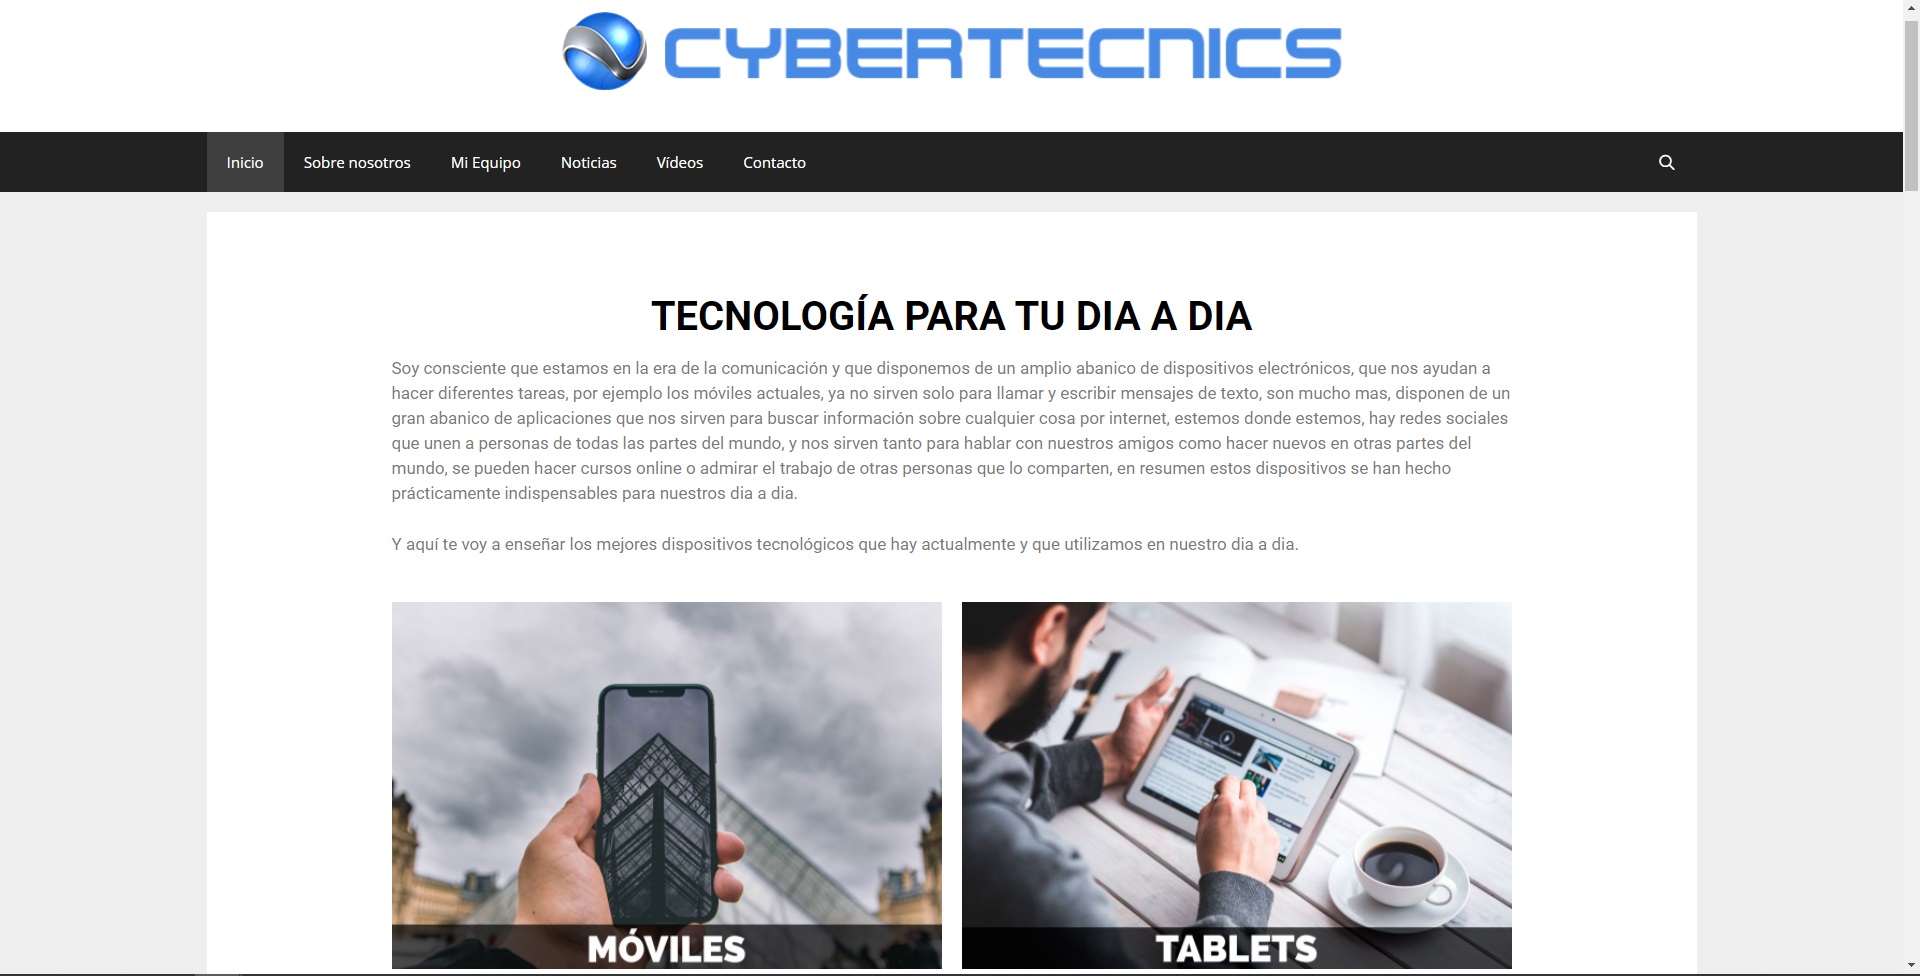 CYBERTECNICS
Inicio
Sobre nosotros
Mi Equipo
Noticias
Vídeos
Contacto
TECNOLOGÍA PARA TU DIA A DIA
Soy consciente que estamos en la era de la comunicación y que disponemos de un amplio abanico de dispositivos electrónicos, que nos ayudan a
hacer diferentes tareas, por ejemplo los móviles actuales, ya no sirven solo para llamar y escribir mensajes de texto, son mucho mas, disponen de un
gran abanico de aplicaciones que nos sirven para buscar información sobre cualquier cosa por internet, estemos donde estemos, hay redes sociales
que unen a personas de todas las partes del mundo, y nos sirven tanto para hablar con nuestros amigos como hacer nuevos en otras partes del
mundo, se pueden hacer cursos online o admirar el trabajo de otras personas que lo comparten, en resumen estos dispositivos se han hecho
prácticamente indispensables para nuestros dia a dia.
Y aquí te voy a enseñar los mejores dispositivos tecnológicos que hay actualmente y que utilizamos en nuestro dia a dia.
MÓVILES
TABLETS